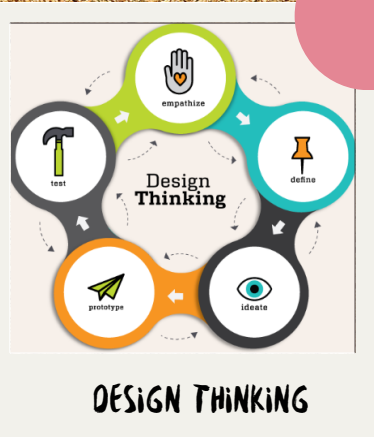 empathize
define
ideate
prototype
test
Design
Thinking
DESiGN THiNKiNG